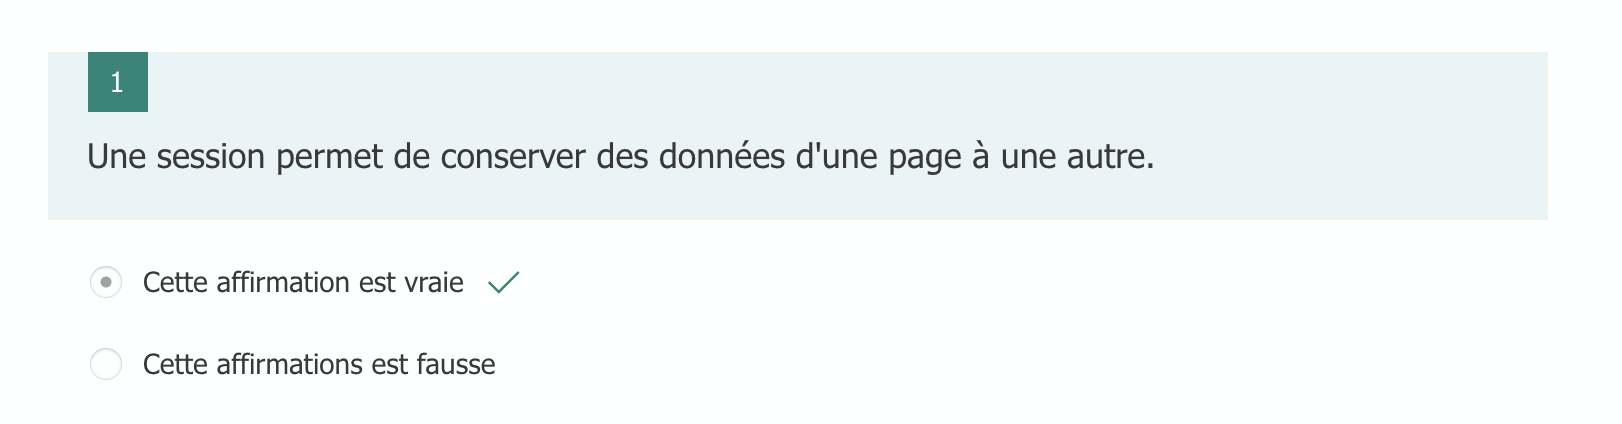 1
Une session permet de conserver des données d'une page à une autre.
Cette affirmation est vraie
Cette affirmations est fausse